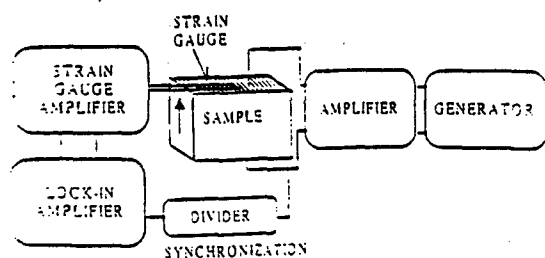 STRAIN
GAUGE
STRAIN
GAUGE
AMPLIFIER
SAMPLE
AMPLIFIER
GENERATOR
LOCK-IN
AMPLIFIER
DIVIDER
SYNCHRONIZATION